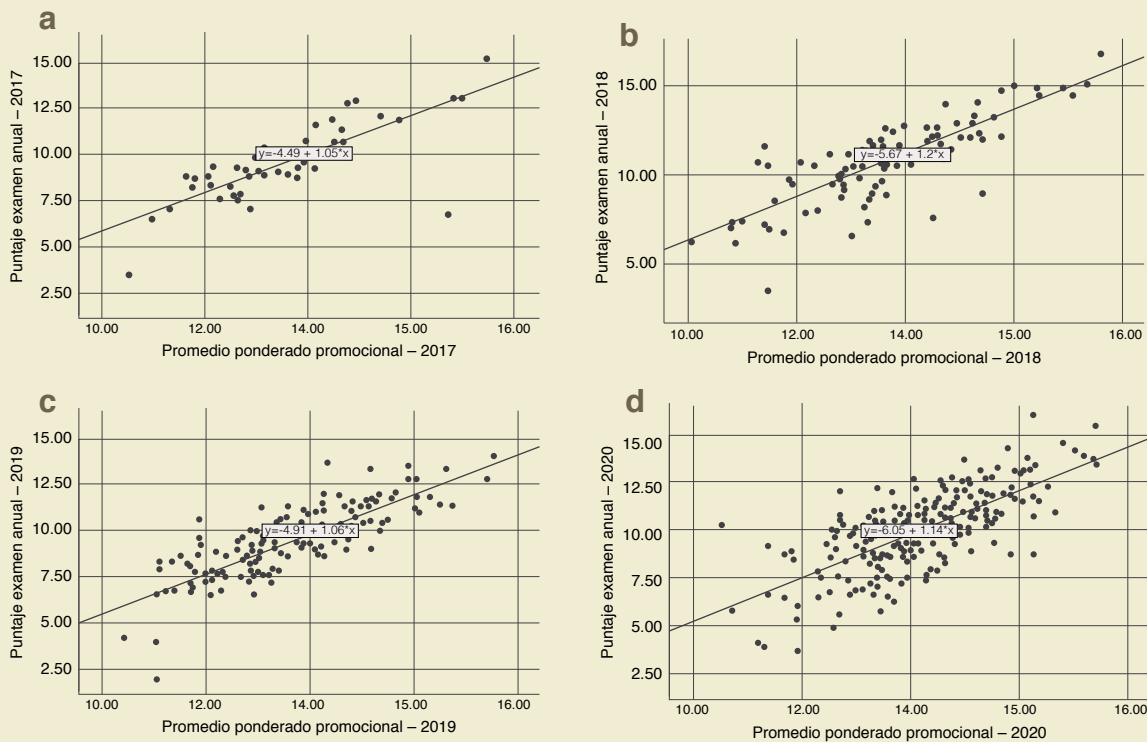 a
Puntaje examen anual – 2017
15.00
12.50
10.00
7.50
5.00
2.50
y=-4.49 + 1.05*x
10.00 12.00 14.00 15.00 16.00
Promedio ponderado promocional – 2017
b
Puntaje examen anual – 2018
15.00
10.00
5.00
y=-5.67 + 1.2*x
10.00 12.00 14.00 15.00 16.00
Promedio ponderado promocional – 2018
c
Puntaje examen anual – 2019
15.00
12.50
10.00
7.50
5.00
2.50
y=-4.91 + 1.06*x
10.00 12.00 14.00 15.00 16.00
Promedio ponderado promocional – 2019
d
Puntaje examen anual – 2020
15.00
12.50
10.00
7.50
5.00
2.50
y=-6.05 + 1.14*x
10.00 12.00 14.00 15.00 16.00
Promedio ponderado promocional – 2020